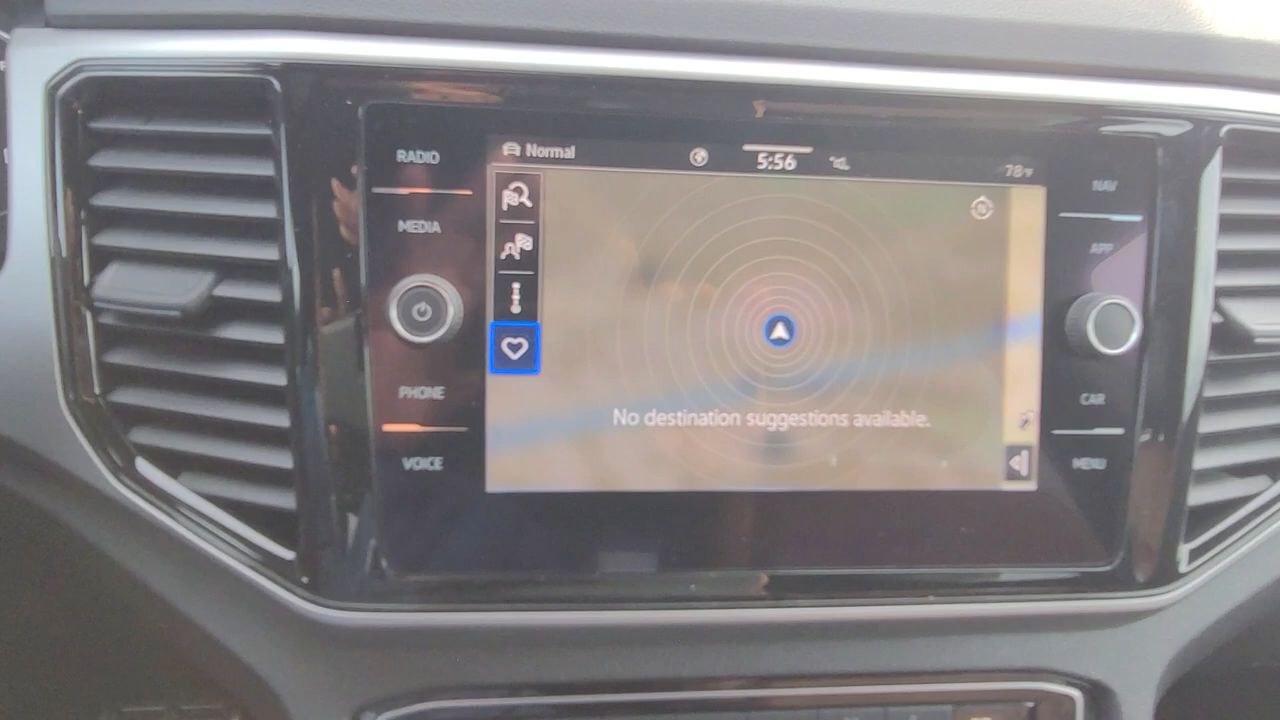 RADIO
MEDIA
PHONE
VOICE
Normal
5:56
78°F
No destination suggestions available.
NAV
APP
CAR
MENU